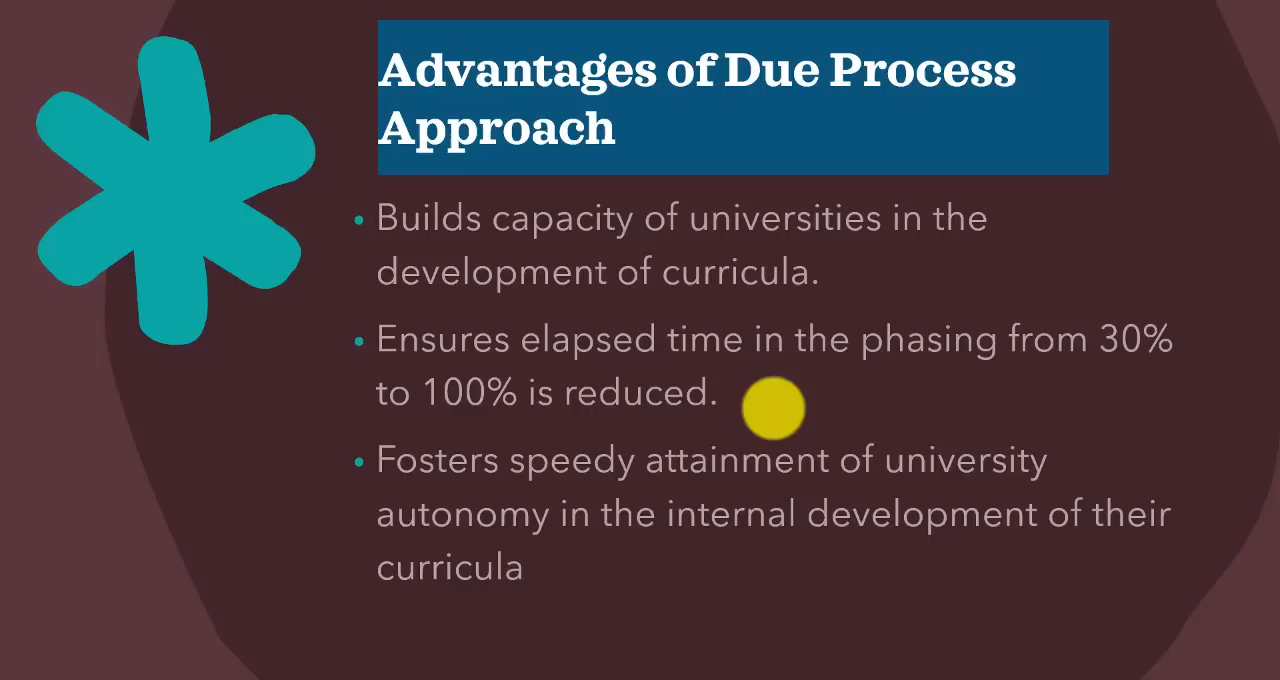 Advantages of Due Process
Approach
• Builds capacity of universities in the
development of curricula.
• Ensures elapsed time in the phasing from 30%
to 100% is reduced.
• Fosters speedy attainment of university
autonomy in the internal development of their
curricula